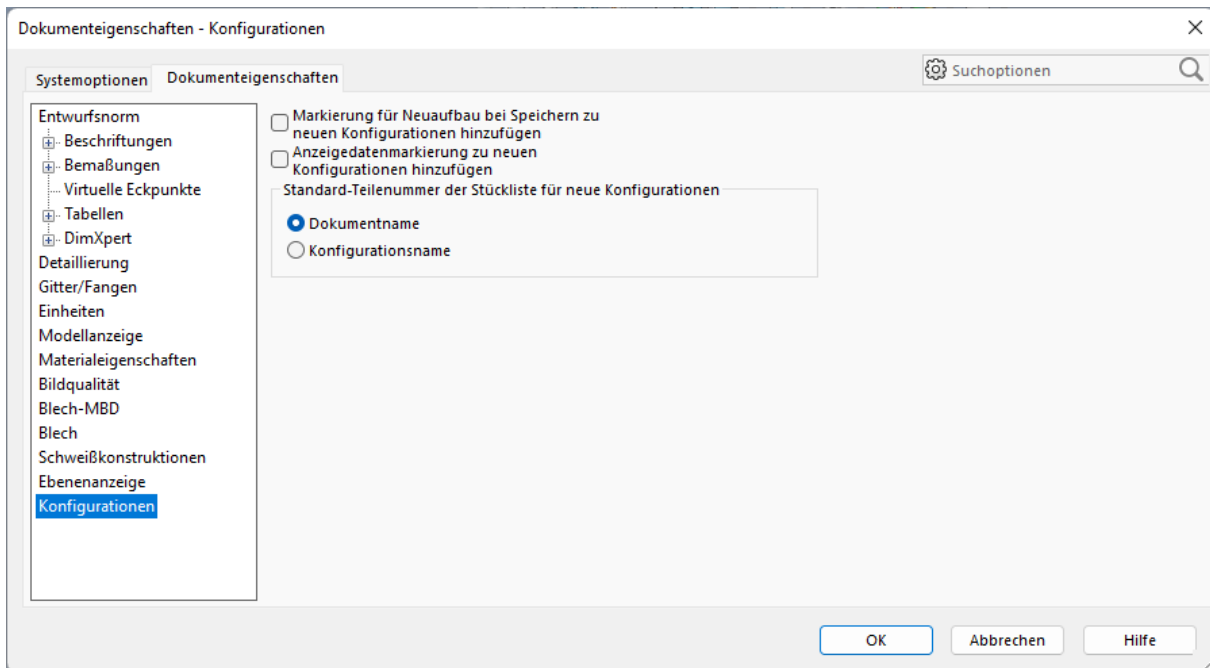 Dokumenteigenschaften - Konfigurationen
Systemoptionen
Dokumenteigenschaften
Suchoptionen
Entwurfsnorm
Beschriftungen
Bemaßungen
Virtuelle Eckpunkte
Tabellen
DimXpert
Detaillierung
Gitter/Fangen
Einheiten
Modellanzeige
Materialeigenschaften
Bildqualität
Blech-MBD
Blech
Schweißkonstruktionen
Ebenenanzeige
Konfigurationen
Markierung für Neuaufbau bei Speichern zu
neuen Konfigurationen hinzufügen
Anzeigedatenmarkierung zu neuen
Konfigurationen hinzufügen
Standard-Teilenummer der Stückliste für neue Konfigurationen
Dokumentname
Konfigurationsname
OK
Abbrechen
Hilfe